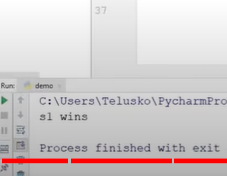 37
Run: demo ×
C:\Users\Telusko\PycharmPro
s1 wins
Process finished with exit